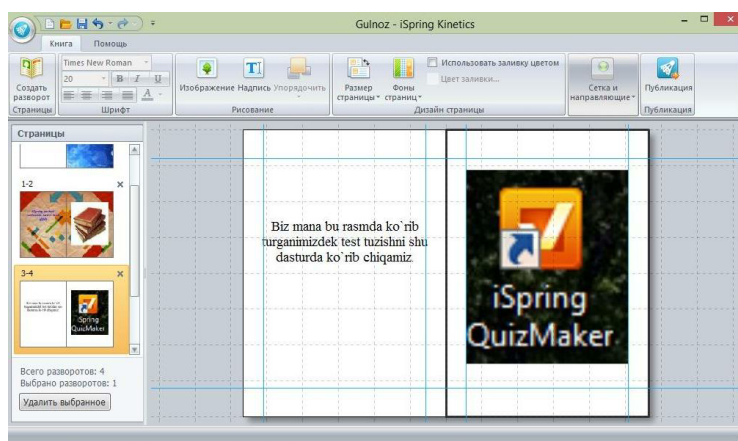 Gulnoz - iSpring Kinetics
Книга Помощь
Times New Roman
20 B I U
A
Создать разворот
Изображение Надпись Упорядочить
Размер страницы Фоны страниц
Использовать заливку цветом
Цвет заливки...
Сетка и направляющие
Публикация
Страницы Шрифт Рисование Дизайн страницы Публикация
Страницы
1-2
3-4
iSpring
QuizMaker
Всего разворотов: 4
Выбрано разворотов: 1
Удалить выбранное
Biz mana bu rasmda ko`rib
turganimizdek test tuzishni shu
dasturda ko`rib chiqamiz
iSpring
QuizMaker